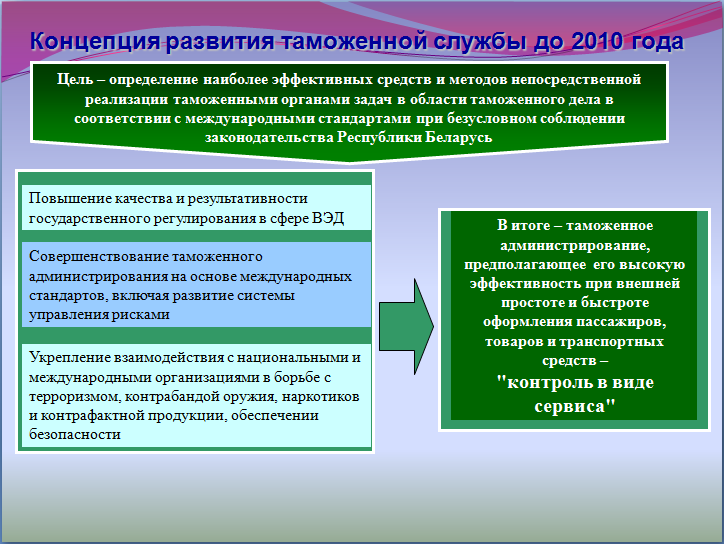 Концепция развития таможенной службы до 2010 года
Цель – определение наиболее эффективных средств и методов непосредственной
реализации таможенными органами задач в области таможенного дела в
соответствии с международными стандартами при безусловном соблюдении
законодательства Республики Беларусь
Повышение качества и результативности
государственного регулирования в сфере ВЭД
Совершенствование таможенного
администрирования на основе международных
стандартов, включая развитие системы
управления рисками
Укрепление взаимодействия с национальными и
международными организациями в борьбе с
терроризмом, контрабандой оружия, наркотиков
и контрафактной продукции, обеспечении
безопасности
В итоге – таможенное
администрирование,
предполагающее его высокую
эффективность при внешней
простоте и быстроте
оформления пассажиров,
товаров и транспортных
средств –
"контроль в виде
сервиса"